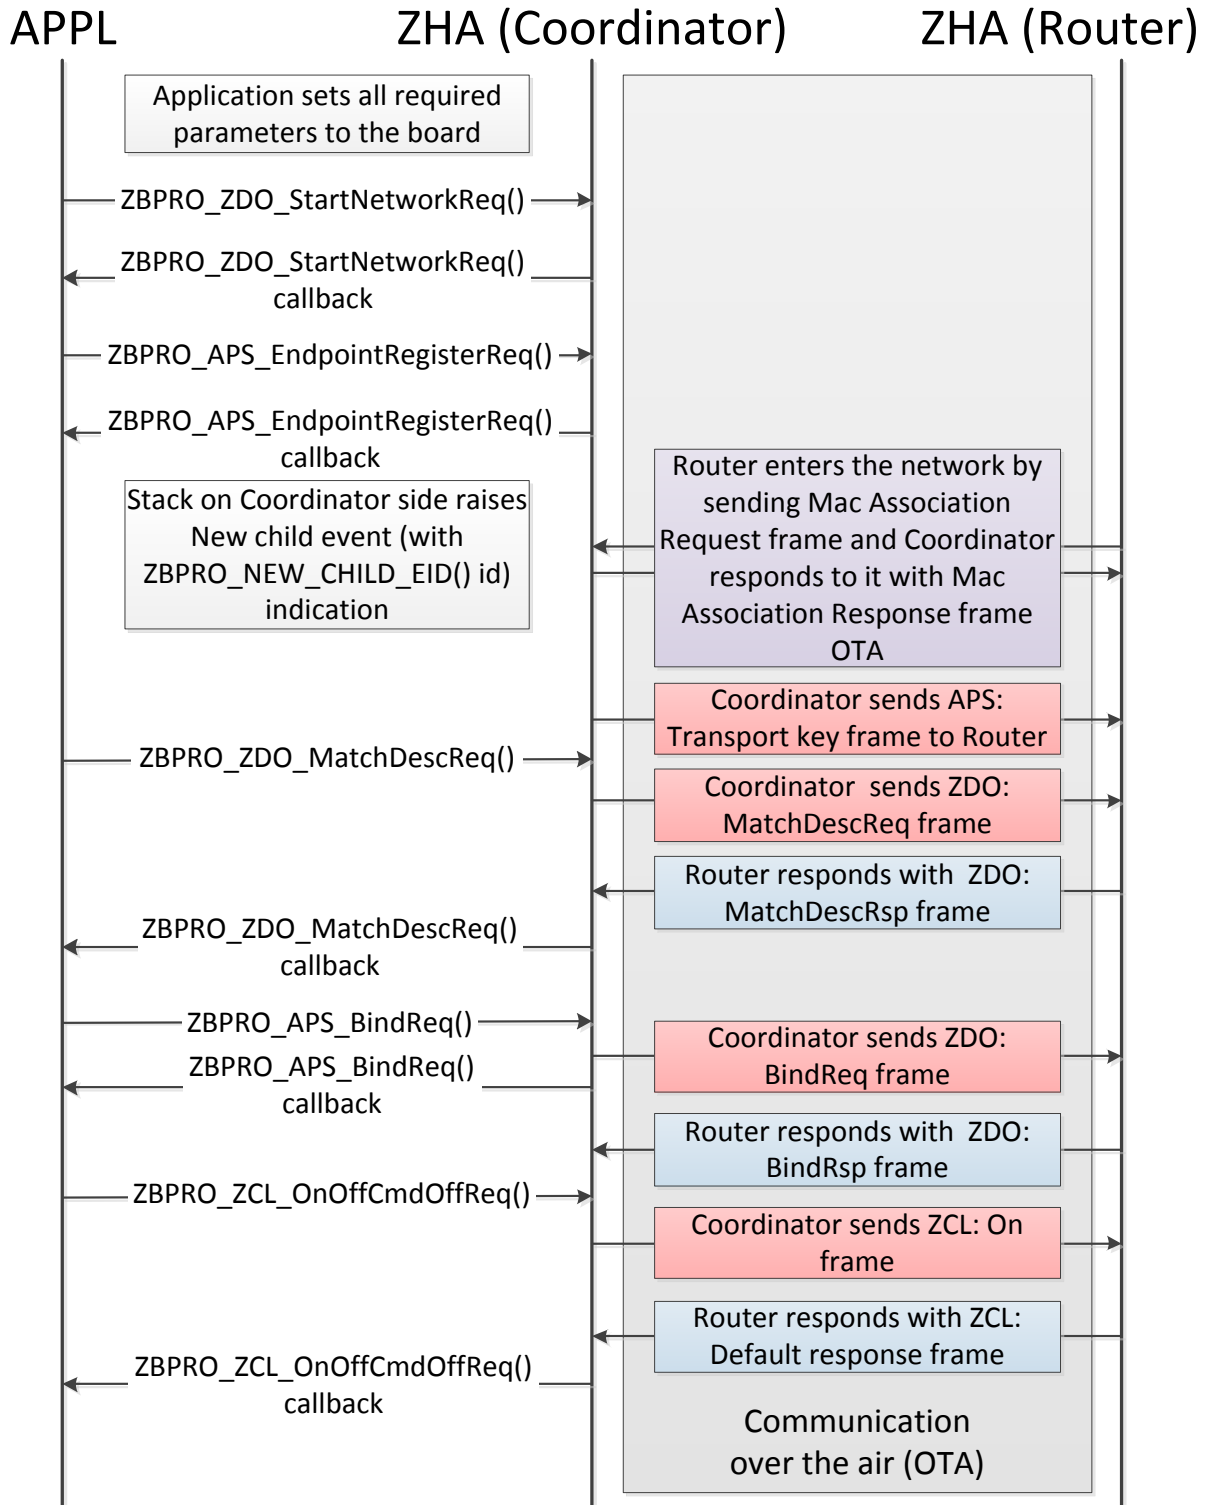 APPL
ZHA (Coordinator)
ZHA (Router)
Application sets all required
parameters to the board
ZBPRO_ZDO_StartNetworkReq()
ZBPRO_ZDO_StartNetworkReq()
callback
ZBPRO_APS_EndpointRegisterReq()
ZBPRO_APS_EndpointRegisterReq()
callback
Router enters the network by
sending Mac Association
Request frame and Coordinator
responds to it with Mac
Association Response frame
OTA
Stack on Coordinator side raises
New child event (with
ZBPRO_NEW_CHILD_EID() id)
indication
Coordinator sends APS:
Transport key frame to Router
ZBPRO_ZDO_MatchDescReq()
Coordinator  sends ZDO:
MatchDescReq frame
Router responds with  ZDO:
MatchDescRsp frame
ZBPRO_ZDO_MatchDescReq()
callback
ZBPRO_APS_BindReq()
Coordinator sends ZDO:
BindReq frame
ZBPRO_APS_BindReq()
callback
Router responds with  ZDO:
BindRsp frame
ZBPRO_ZCL_OnOffCmdOffReq()
Coordinator sends ZCL: On
frame
Router responds with ZCL:
Default response frame
ZBPRO_ZCL_OnOffCmdOffReq()
callback
Communication
over the air (OTA)